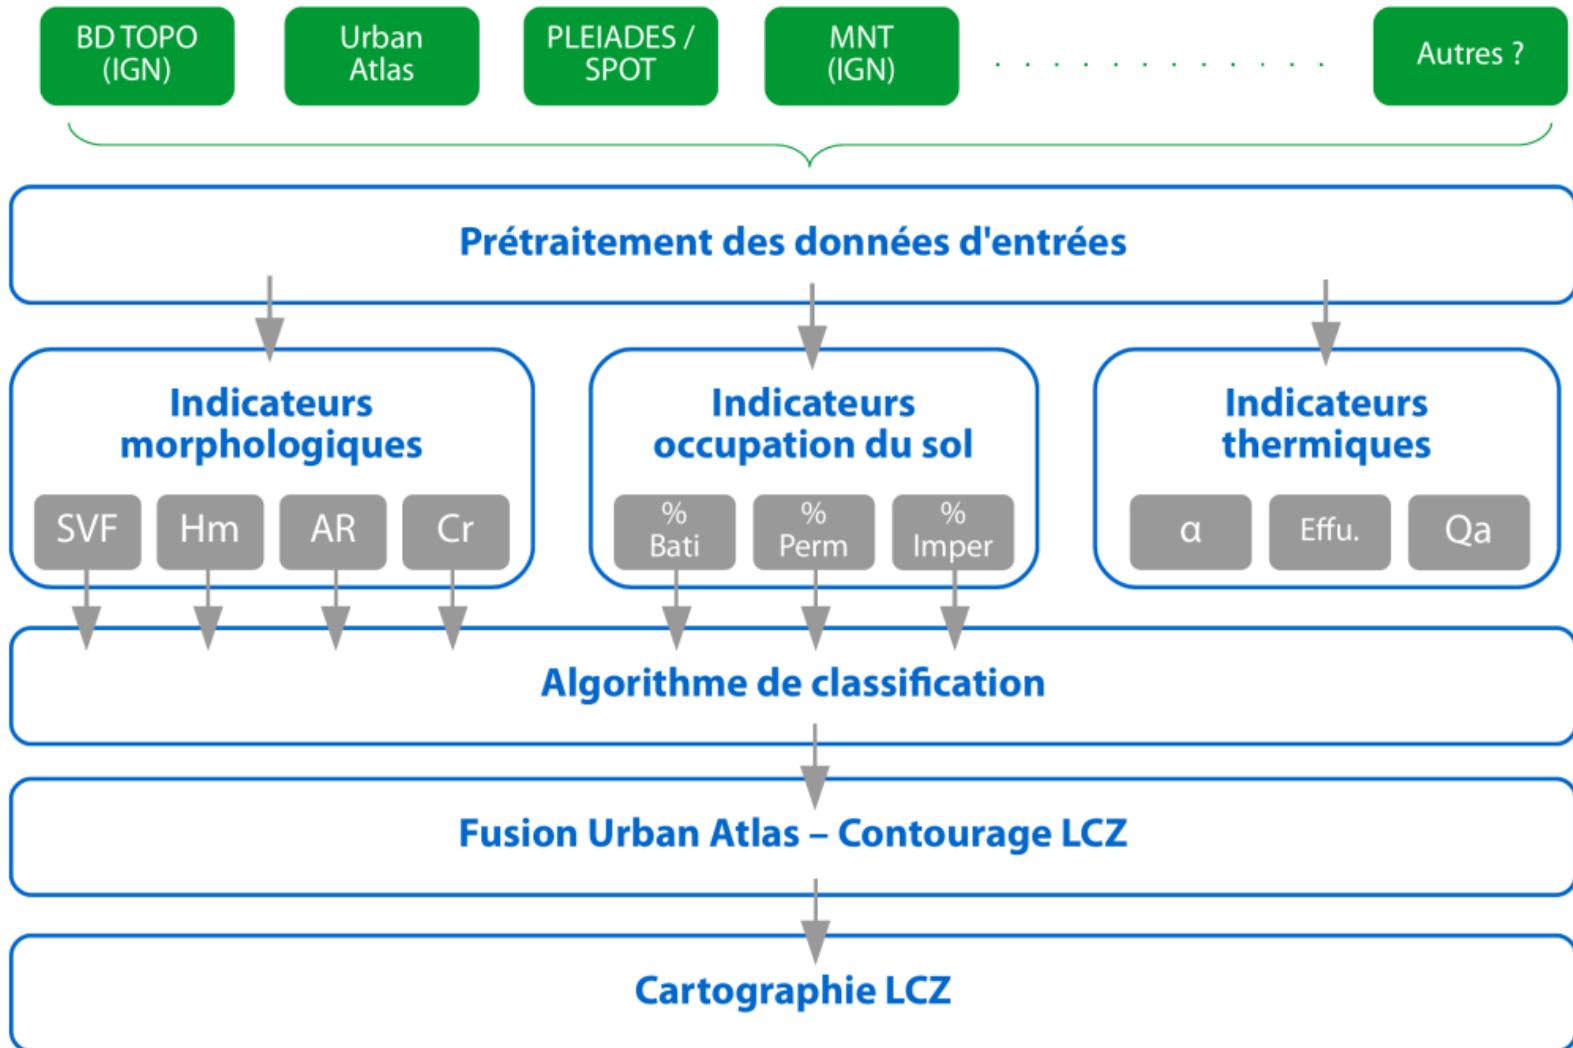 BD TOPO
(IGN)
Urban
Atlas
PLEIADES /
SPOT
MNT
(IGN)
. . . . . . . . . . . .
Autres ?
Prétraitement des données d'entrées
Indicateurs
morphologiques
SVF
Hm
AR
Cr
Indicateurs
occupation du sol
%
Bati
%
Perm
%
Imper
Indicateurs
thermiques
α
Effu.
Qa
Algorithme de classification
Fusion Urban Atlas – Contourage LCZ
Cartographie LCZ